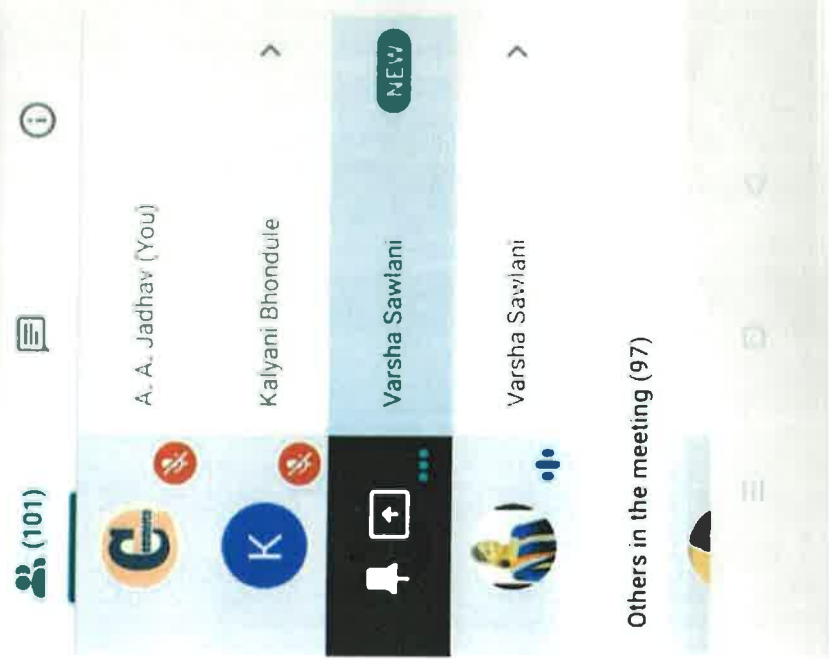 (101)
A. A. Jadhav (You)
K
Kalyani Bhondule
Varsha Sawlani
NEW
Varsha Sawlani
Others in the meeting (97)